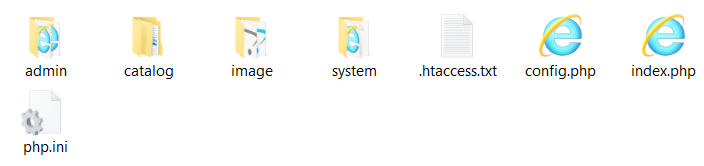 admin catalog image system .htaccess.txt config.php index.php
php.ini